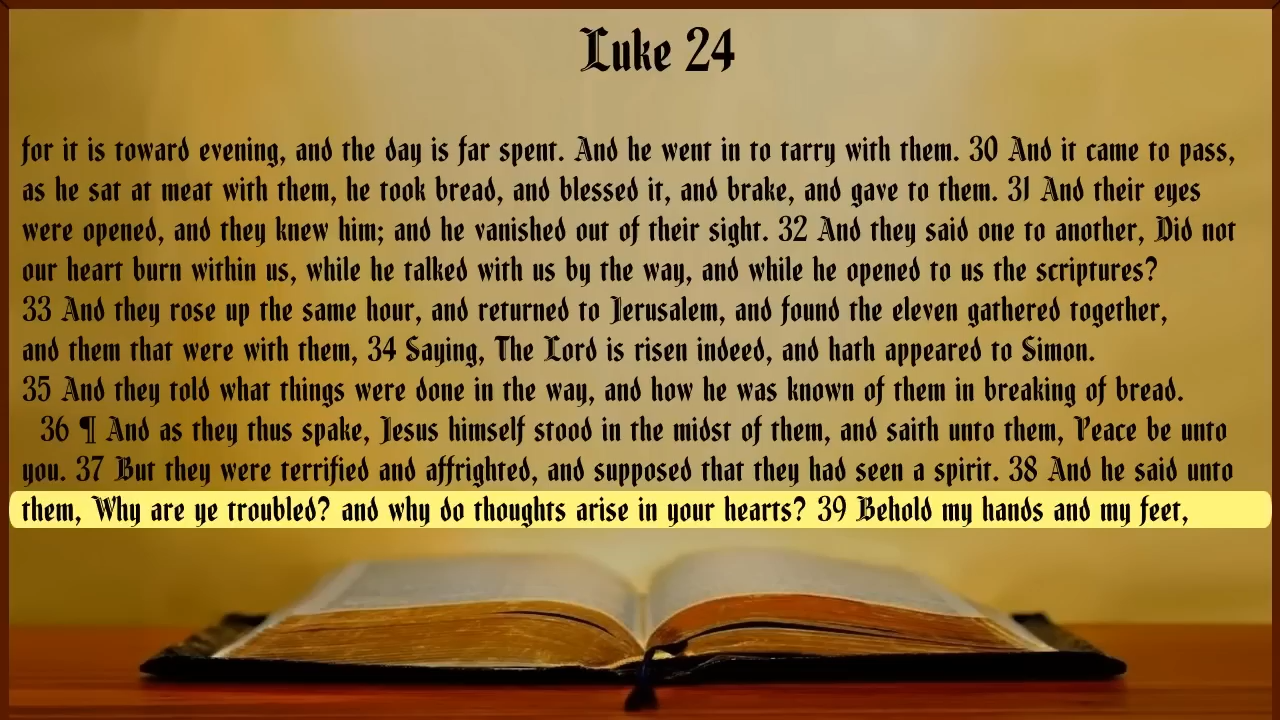 Luke 24
for it is toward evening, and the day is far spent. And he went in to tarry with them. 30 And it came to pass,
as he sat at meat with them, he took bread, and blessed it, and brake, and gave to them. 31 And their eyes
were opened, and they knew him; and he vanished out of their sight. 32 And they said one to another, Did not
our heart burn within us, while he talked with us by the way, and while he opened to us the scriptures?
33 And they rose up the same hour, and returned to Jerusalem, and found the eleven gathered together,
and them that were with them, 34 Saying, The Lord is risen indeed, and hath appeared to Simon.
35 And they told what things were done in the way, and how he was known of them in breaking of bread.
36 ¶ And as they thus spake, Jesus himself stood in the midst of them, and saith unto them, Peace be unto
you. 37 But they were terrified and affrighted, and supposed that they had seen a spirit. 38 And he said unto
them, Why are ye troubled? and why do thoughts arise in your hearts? 39 Behold my hands and my feet,